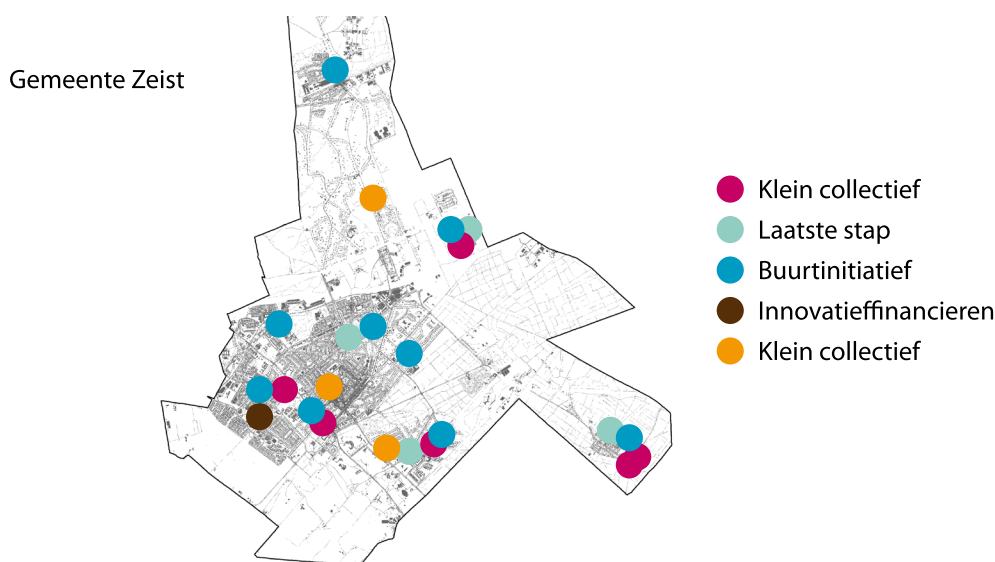 Gemeente Zeist
Klein collectief
Laatste stap
Buurtinitiatief
Innovatieffinancieren
Klein collectief